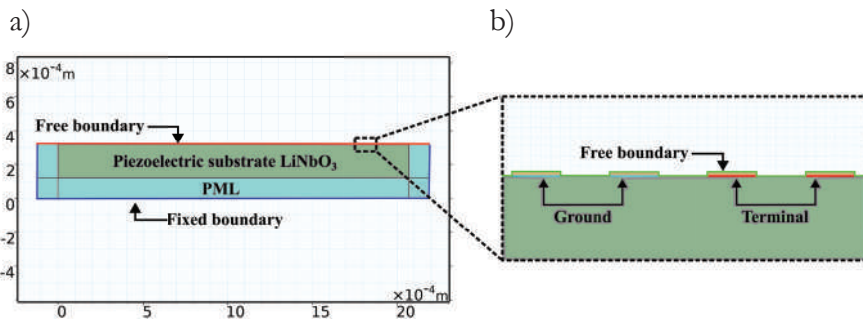 a)
b)
8 ×10⁻⁴m
6
4
2
0
-2
-4
Free boundary
Piezoelectric substrate LiNbO₃
PML
Fixed boundary
×10⁻⁴m
0 5 10 15 20
Free boundary
Ground Terminal